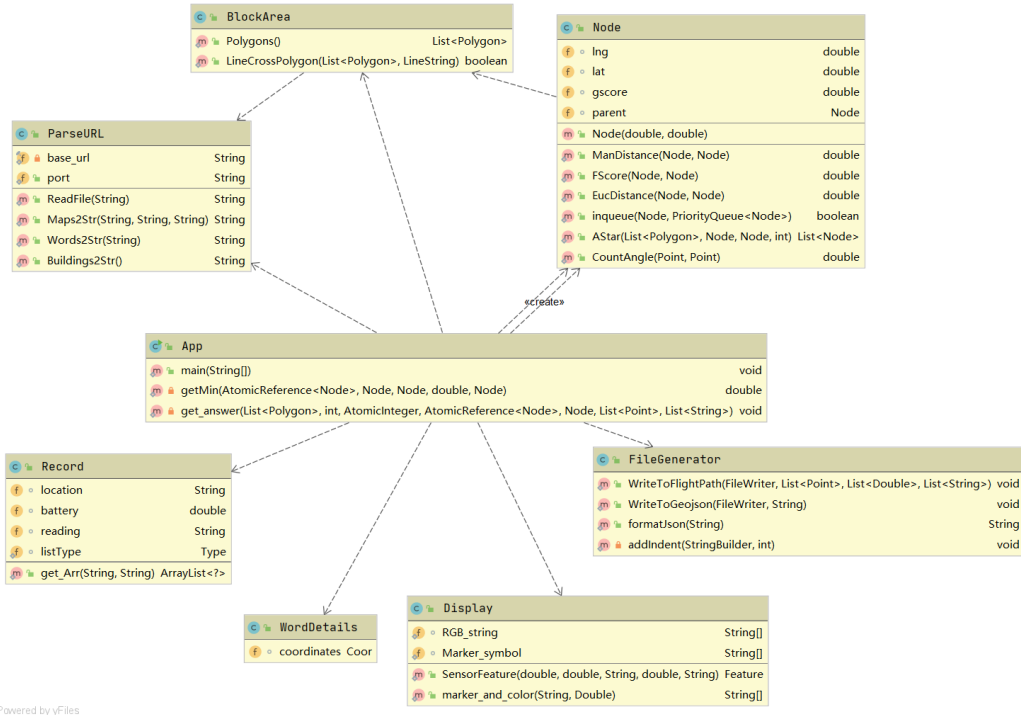 BlockArea
Polygons() List<Polygon>
LineCrossPolygon(List<Polygon>, LineString) boolean
Node
lng double
lat double
gscore double
parent Node
Node(double, double)
ManDistance(Node, Node) double
FScore(Node, Node) double
EucDistance(Node, Node) double
inqueue(Node, PriorityQueue<Node>) boolean
AStar(List<Polygon>, Node, Node, int) List<Node>
CountAngle(Point, Point) double
ParseURL
base_url String
port String
ReadFile(String) String
Maps2Str(String, String, String) String
Words2Str(String) String
Buildings2Str() String
«create»
App
main(String[]) void
getMin(AtomicReference<Node>, Node, Node, double, Node) double
get_answer(List<Polygon>, int, AtomicInteger, AtomicReference<Node>, Node, List<Point>, List<String>) void
Record
location String
battery double
reading String
listType Type
get_Arr(String, String) ArrayList<?>
FileGenerator
WriteToFlightPath(FileWriter, List<Point>, List<Double>, List<String>) void
WriteToGeojson(FileWriter, String) void
formatJson(String) String
addIndent(StringBuilder, int) void
WordDetails
coordinates Coor
Display
RGB_string String[]
Marker_symbol String[]
SensorFeature(double, double, String, double, String) Feature
marker_and_color(String, Double) String[]
Powered by yFiles